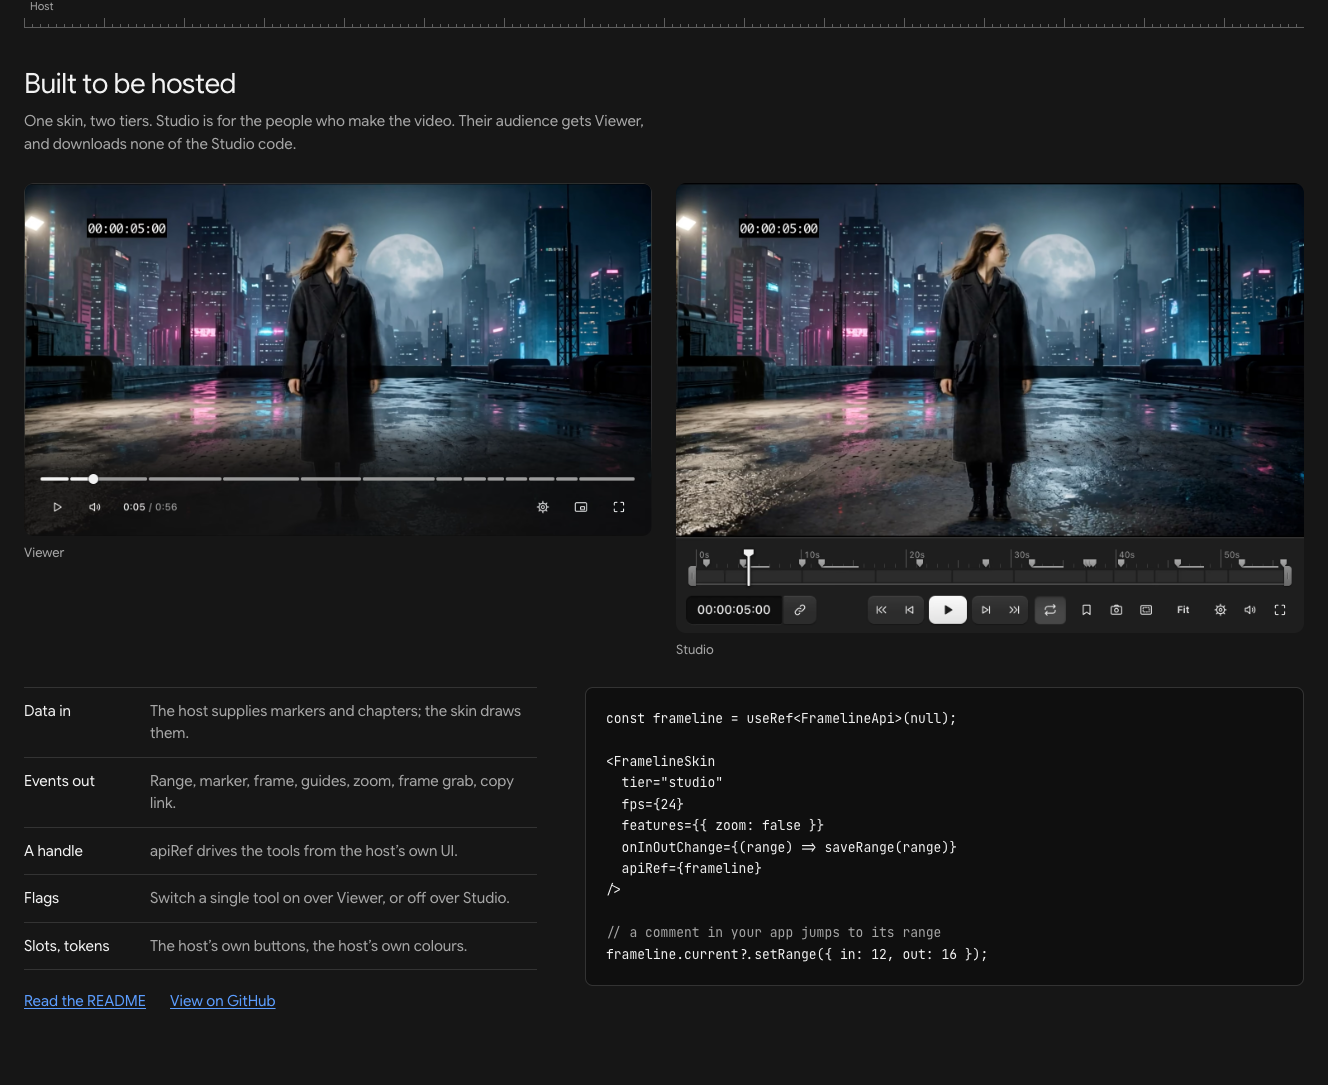 Host
Built to be hosted
One skin, two tiers. Studio is for the people who make the video. Their audience gets Viewer,
and downloads none of the Studio code.
00:00:05:00
0:05 / 0:56
Viewer
00:00:05:00
0s 10s 20s 30s 40s 50s
00:00:05:00
Fit
Studio
Data in
The host supplies markers and chapters; the skin draws
them.
Events out
Range, marker, frame, guides, zoom, frame grab, copy
link.
A handle
apiRef drives the tools from the host’s own UI.
Flags
Switch a single tool on over Viewer, or off over Studio.
Slots, tokens
The host’s own buttons, the host’s own colours.
Read the README
View on GitHub
const frameline = useRef<FramelineApi>(null);
<FramelineSkin
tier="studio"
fps={24}
features={{ zoom: false }}
onInOutChange={(range) => saveRange(range)}
apiRef={frameline}
/>
// a comment in your app jumps to its range
frameline.current?.setRange({ in: 12, out: 16 });